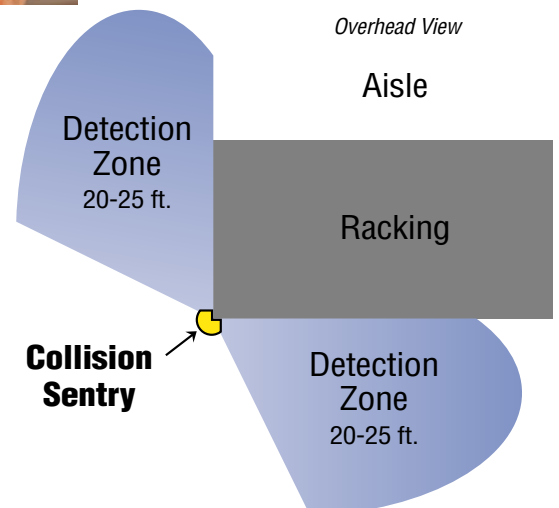 Overhead View
Aisle
Detection
Zone
20-25 ft.
Racking
Collision
Sentry
Detection
Zone
20-25 ft.